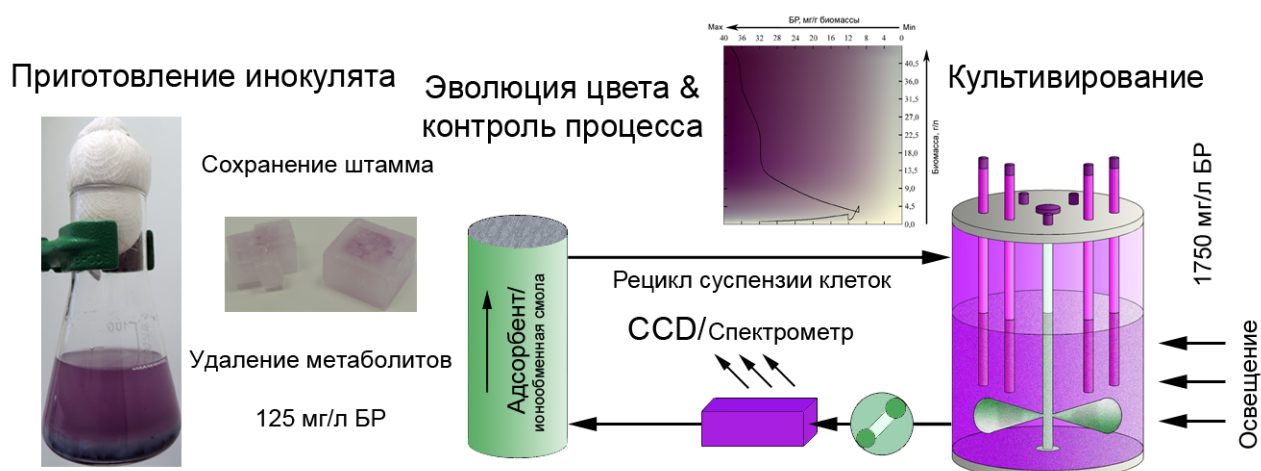 Приготовление инокулята
Сохранение штамма
Удаление метаболитов
125 мг/л БР
Эволюция цвета &
контроль процесса
БР, мг/г биомассы
Max
Min
40 36 32 28 24 20 16 12 8 4 0
40,5
36,0
31,5
27,0
22,5
18,0
13,5
9,0
4,5
0,0
Биомасса, г/л
Культивирование
Адсорбент/
ионообменная смола
Рецикл суспензии клеток
CCD/Спектрометр
1750 мг/л БР
Освещение